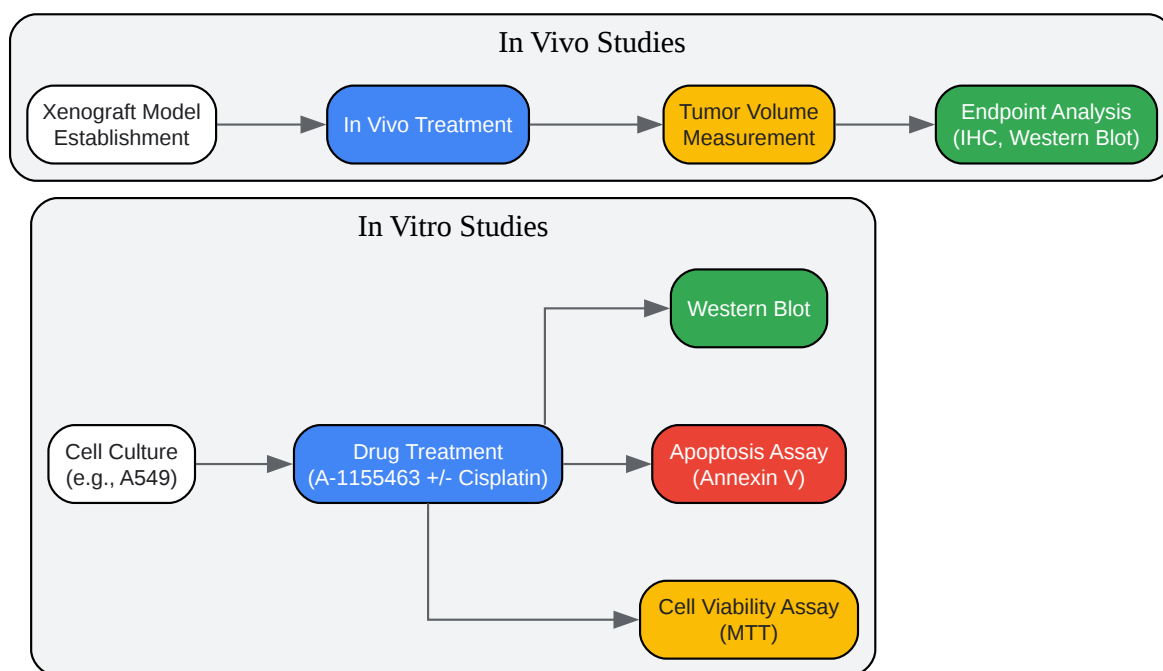 In Vivo Studies
Xenograft Model
Establishment
In Vivo Treatment
Tumor Volume
Measurement
Endpoint Analysis
(IHC, Western Blot)
In Vitro Studies
Western Blot
Cell Culture
(e.g., A549)
Drug Treatment
(A-1155463 +/- Cisplatin)
Apoptosis Assay
(Annexin V)
Cell Viability Assay
(MTT)